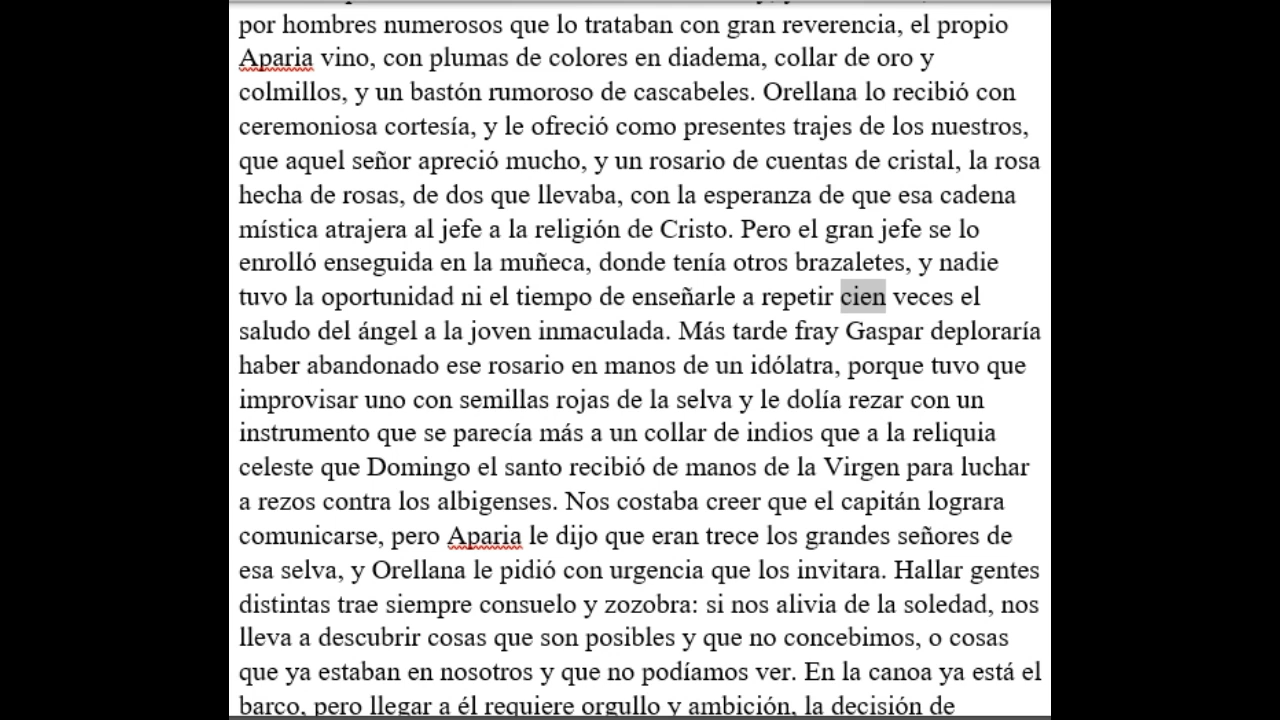 por hombres numerosos que lo trataban con gran reverencia, el propio
Aparia vino, con plumas de colores en diadema, collar de oro y
colmillos, y un bastón rumoroso de cascabeles. Orellana lo recibió con
ceremoniosa cortesía, y le ofreció como presentes trajes de los nuestros,
que aquel señor apreció mucho, y un rosario de cuentas de cristal, la rosa
hecha de rosas, de dos que llevaba, con la esperanza de que esa cadena
mística atrajera al jefe a la religión de Cristo. Pero el gran jefe se lo
enrolló enseguida en la muñeca, donde tenía otros brazaletes, y nadie
tuvo la oportunidad ni el tiempo de enseñarle a repetir cien veces el
saludo del ángel a la joven inmaculada. Más tarde fray Gaspar deploraría
haber abandonado ese rosario en manos de un idólatra, porque tuvo que
improvisar uno con semillas rojas de la selva y le dolía rezar con un
instrumento que se parecía más a un collar de indios que a la reliquia
celeste que Domingo el santo recibió de manos de la Virgen para luchar
a rezos contra los albigenses. Nos costaba creer que el capitán lograra
comunicarse, pero Aparia le dijo que eran trece los grandes señores de
esa selva, y Orellana le pidió con urgencia que los invitara. Hallar gentes
distintas trae siempre consuelo y zozobra: si nos alivia de la soledad, nos
lleva a descubrir cosas que son posibles y que no concebimos, o cosas
que ya estaban en nosotros y que no podíamos ver. En la canoa ya está el
barco, pero llegar a él requiere orgullo y ambición, la decisión de